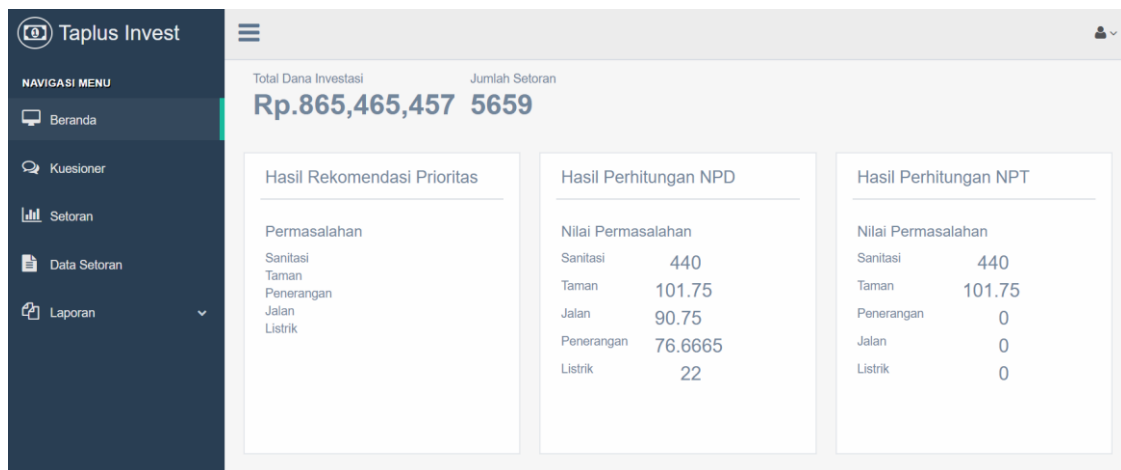 Taplus Invest
NAVIGASI MENU
Beranda
Kuesioner
Setoran
Data Setoran
Laporan
Total Dana Investasi Jumlah Setoran
Rp.865,465,457 5659
Hasil Rekomendasi Prioritas
Permasalahan
Sanitasi
Taman
Penerangan
Jalan
Listrik
Hasil Perhitungan NPD
Nilai Permasalahan
Sanitasi 440
Taman 101.75
Jalan 90.75
Penerangan 76.6665
Listrik 22
Hasil Perhitungan NPT
Nilai Permasalahan
Sanitasi 440
Taman 101.75
Penerangan 0
Jalan 0
Listrik 0